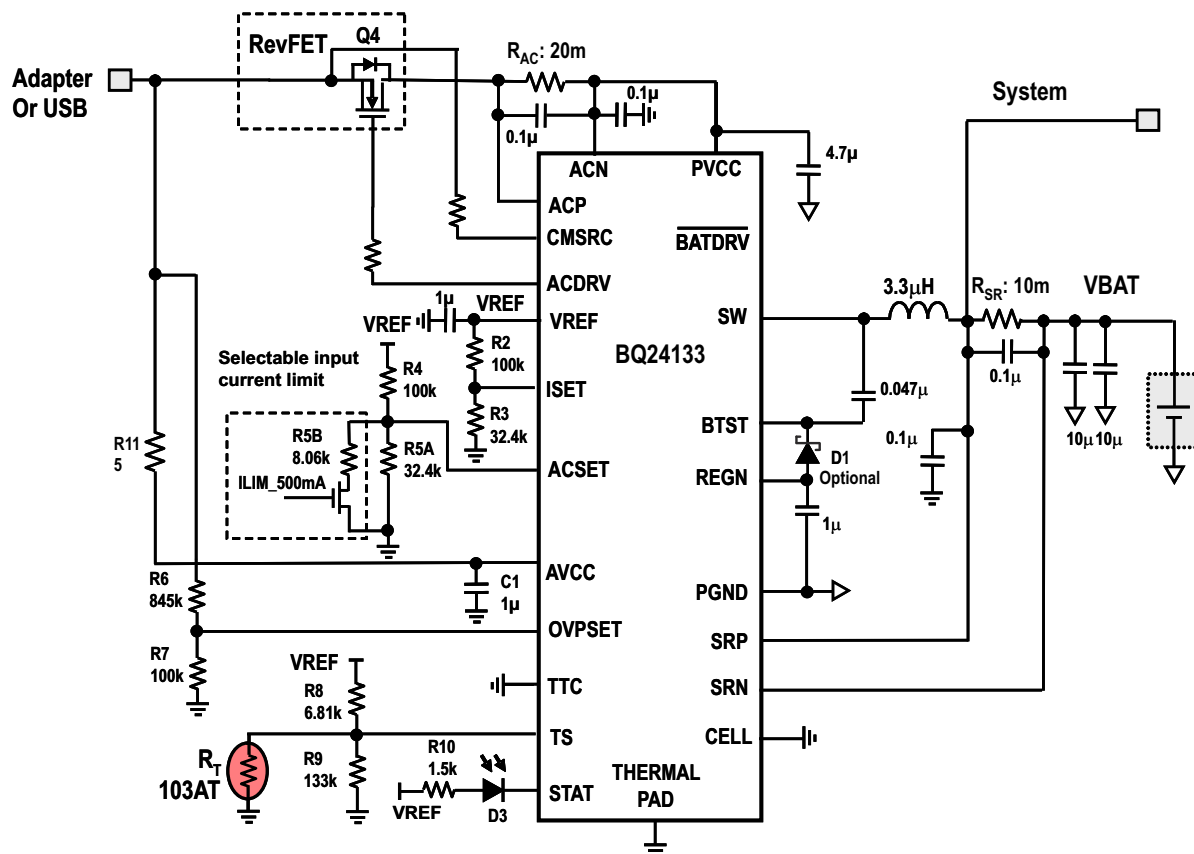 RevFET
Q4
RAC: 20m
Adapter
Or USB
0.1µ
0.1µ
System
4.7µ
ACN
PVCC
ACP
CMSRC
BATDRV
ACDRV
1µ
VREF
VREF
VREF
3.3µH
RSR: 10m
VBAT
SW
R2
100k
BQ24133
Selectable input
current limit
R4
100k
ISET
0.1µ
0.047µ
R3
32.4k
10µ
10µ
R11
5
R5B
8.06k
R5A
32.4k
ILIM_500mA
ACSET
BTST
0.1µ
D1
Optional
REGN
1µ
AVCC
R6
845k
C1
1µ
PGND
OVPSET
SRP
R7
100k
VREF
R8
6.81k
TTC
SRN
TS
CELL
RT
103AT
R9
133k
R10
1.5k
VREF
D3
STAT
THERMAL
PAD